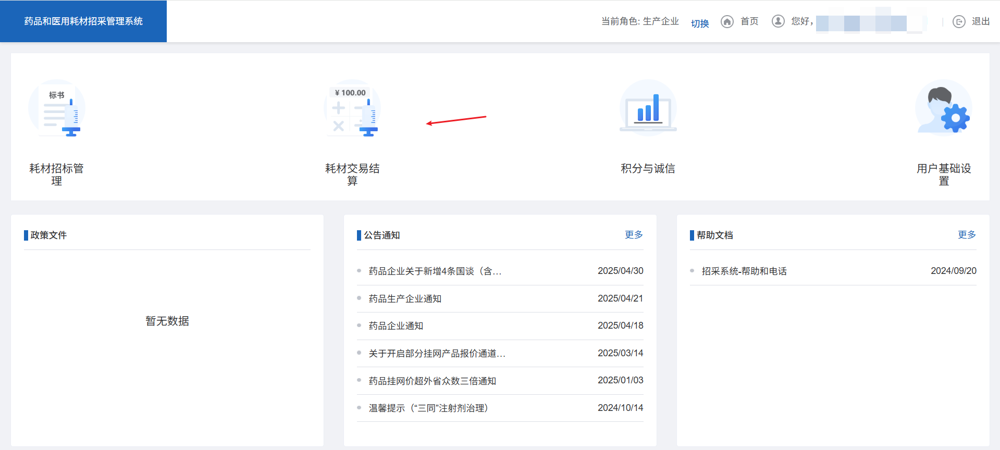 药品和医用耗材招采管理系统
当前角色: 生产企业 切换 首页 您好， 退出
标书
¥ 100.00
耗材招标管
理
耗材交易结
算
积分与诚信
用户基础设
置
政策文件
暂无数据
公告通知 更多
药品企业关于新增4条国谈（含... 2025/04/30
药品生产企业通知 2025/04/21
药品企业通知 2025/04/18
关于开启部分挂网产品报价通道... 2025/03/14
药品挂网价超外省众数三倍通知 2025/01/03
温馨提示（“三同”注射剂治理） 2024/10/14
帮助文档 更多
招采系统-帮助和电话 2024/09/20